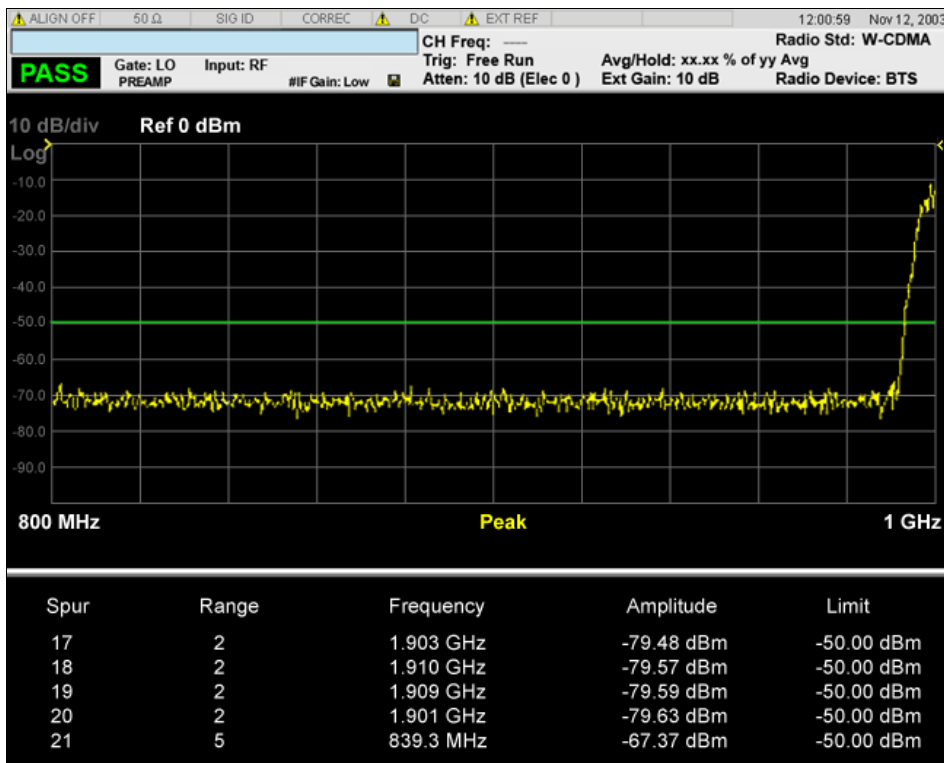 ALIGN OFF 50 Ω SIG ID CORREC DC EXT REF 12:00:59 Nov 12, 2003
CH Freq: ---- Radio Std: W-CDMA
PASS Gate: LO Input: RF Trig: Free Run Avg/Hold: xx.xx % of yy Avg
PREAMP #IF Gain: Low Atten: 10 dB (Elec 0 ) Ext Gain: 10 dB Radio Device: BTS
10 dB/div Ref 0 dBm
Log
-10.0
-20.0
-30.0
-40.0
-50.0
-60.0
-70.0
-80.0
-90.0
800 MHz Peak 1 GHz
Spur Range Frequency Amplitude Limit
17 2 1.903 GHz -79.48 dBm -50.00 dBm
18 2 1.910 GHz -79.57 dBm -50.00 dBm
19 2 1.909 GHz -79.59 dBm -50.00 dBm
20 2 1.901 GHz -79.63 dBm -50.00 dBm
21 5 839.3 MHz -67.37 dBm -50.00 dBm